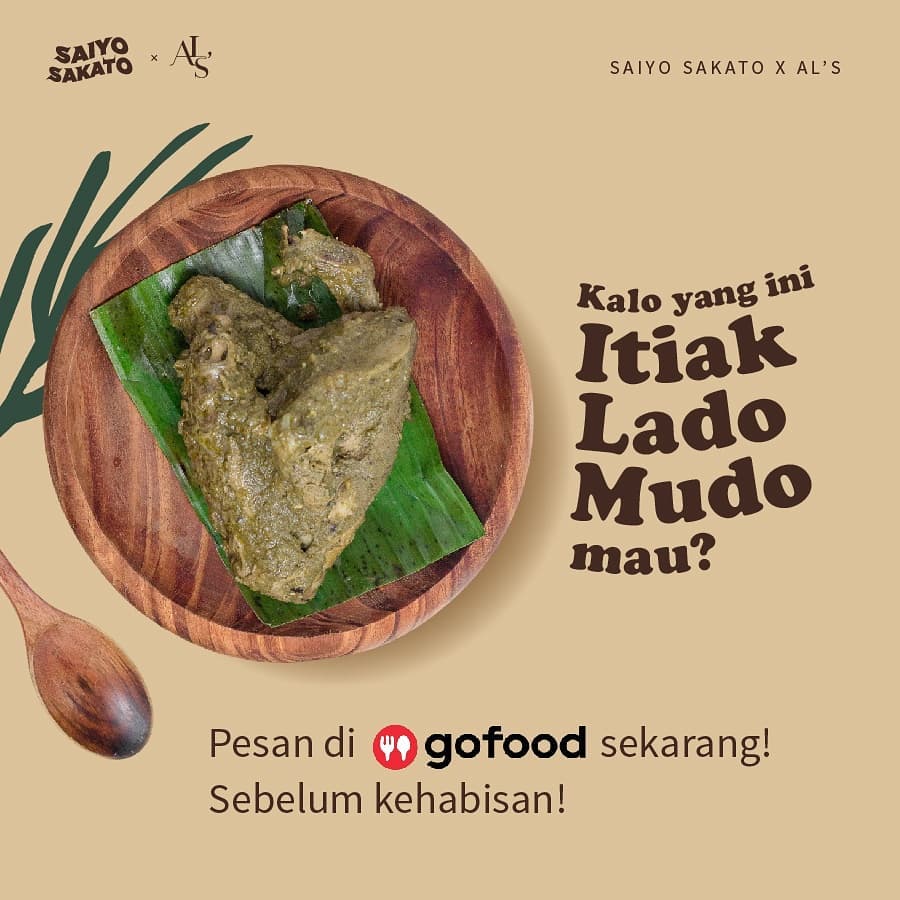 SAIYO
SAKATO
×
AL'S
SAIYO SAKATO X AL'S
Kalo yang ini
Itiak
Lado
Mudo
mau?
Pesan di gofood sekarang!
Sebelum kehabisan!